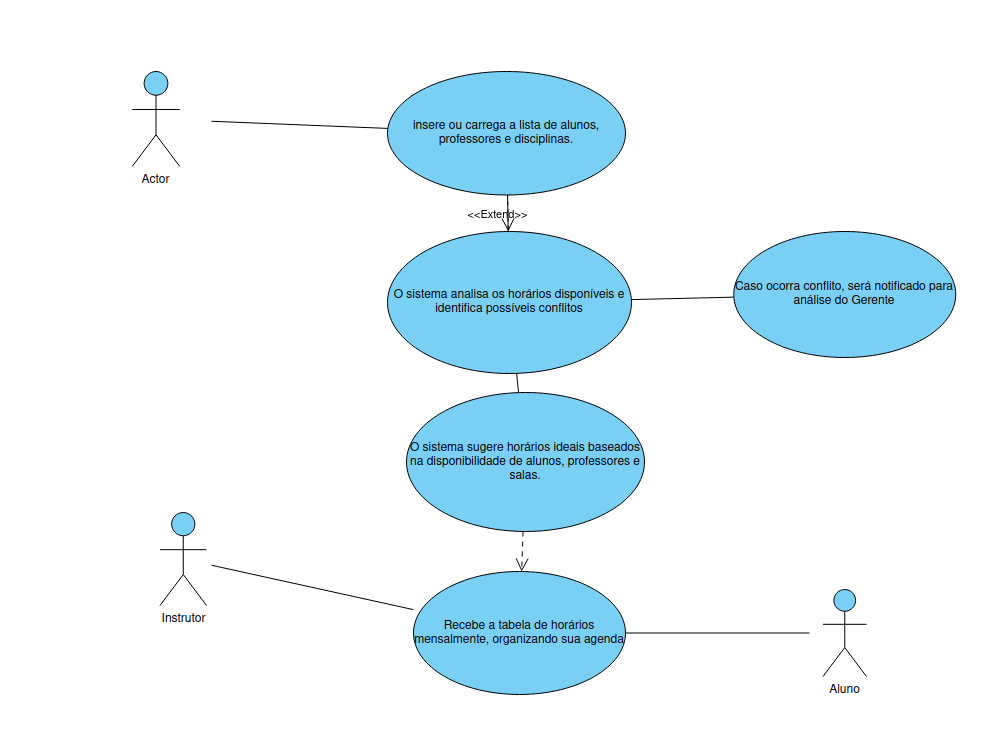 Actor
insere ou carrega a lista de alunos,
professores e disciplinas.
<<Extend>>
O sistema analisa os horários disponíveis e
identifica possíveis conflitos
Caso ocorra conflito, será notificado para
análise do Gerente
O sistema sugere horários ideais baseados
na disponibilidade de alunos, professores e
salas.
Instrutor
Recebe a tabela de horários
mensalmente, organizando sua agenda
Aluno